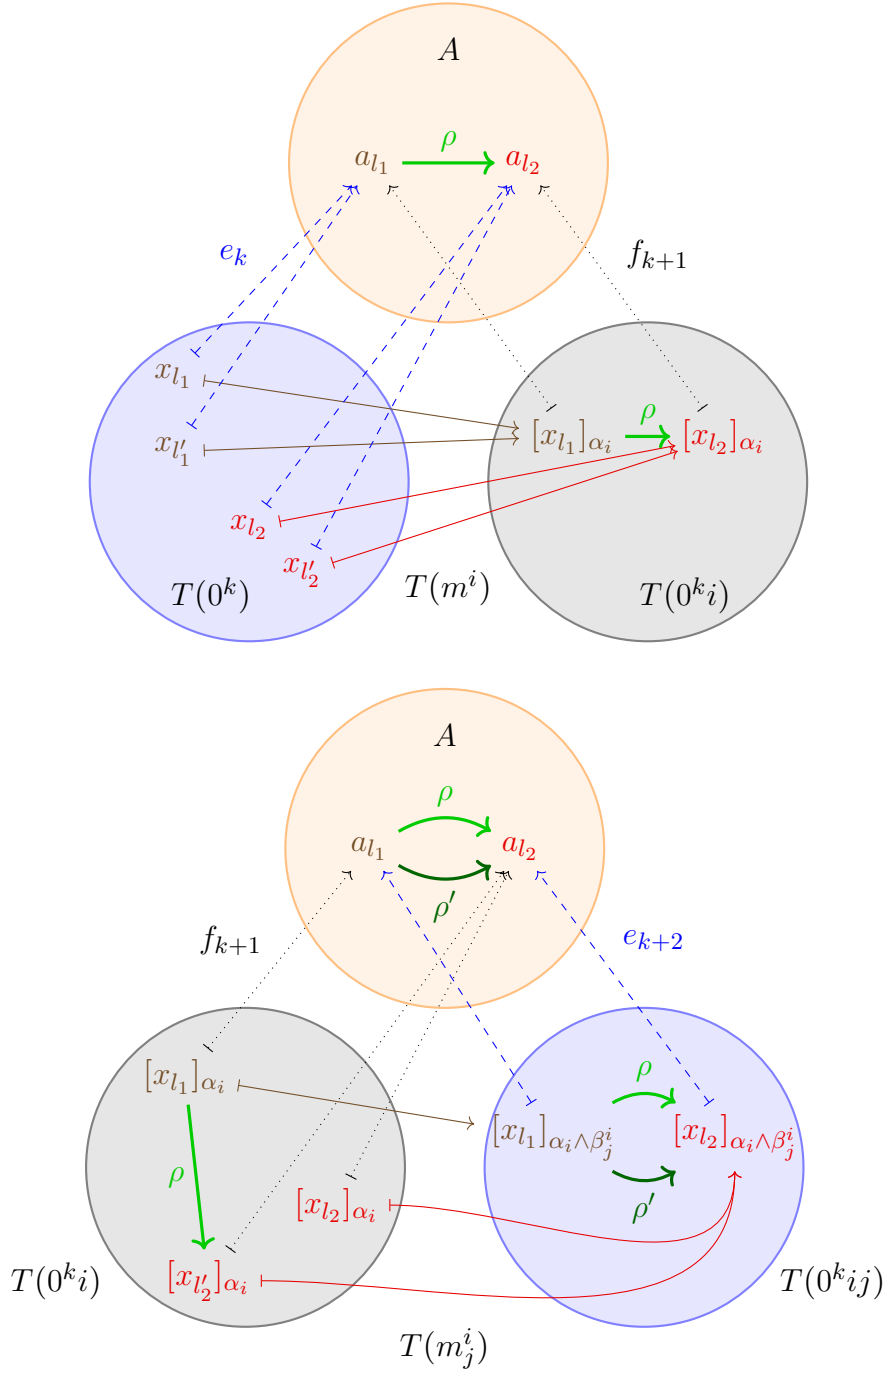 A
ρ
a_{l_1} a_{l_2}
e_k f_{k+1}
x_{l_1}
x_{l'_1} [x_{l_1}]_{α_i} ρ [x_{l_2}]_{α_i}
x_{l_2}
x_{l'_2}
T(0^k) T(m^i) T(0^k i)
A
ρ
a_{l_1} a_{l_2}
ρ′
f_{k+1} e_{k+2}
[x_{l_1}]_{α_i} ρ
[x_{l_1}]_{α_i∧β^i_j} [x_{l_2}]_{α_i∧β^i_j}
ρ [x_{l_2}]_{α_i} ρ′
T(0^k i) [x_{l'_2}]_{α_i} T(0^k ij)
T(m^i_j)